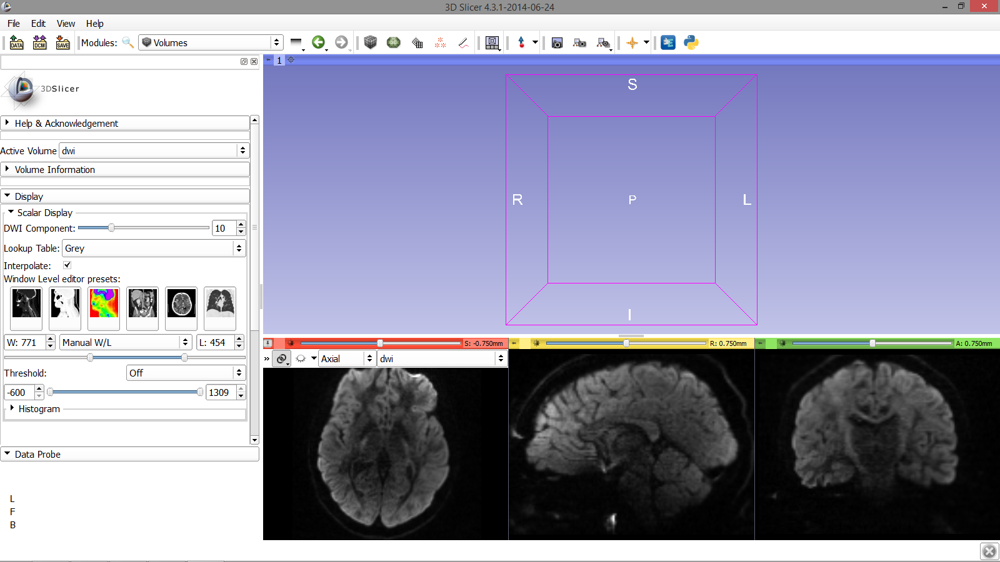 3D Slicer 4.3.1-2014-06-24
File Edit View Help
DATA DCM SAVE Modules: Volumes
1
3DSlicer
Help & Acknowledgement
Active Volume dwi
Volume Information
Display
Scalar Display
DWI Component: 10
Lookup Table: Grey
Interpolate:
Window Level editor presets:
W: 771 Manual W/L L: 454
Threshold: Off
-600 1309
Histogram
Data Probe
L
F
B
S
R P L
I
S: -0.750mm R: 0.750mm A: 0.750mm
» Axial dwi